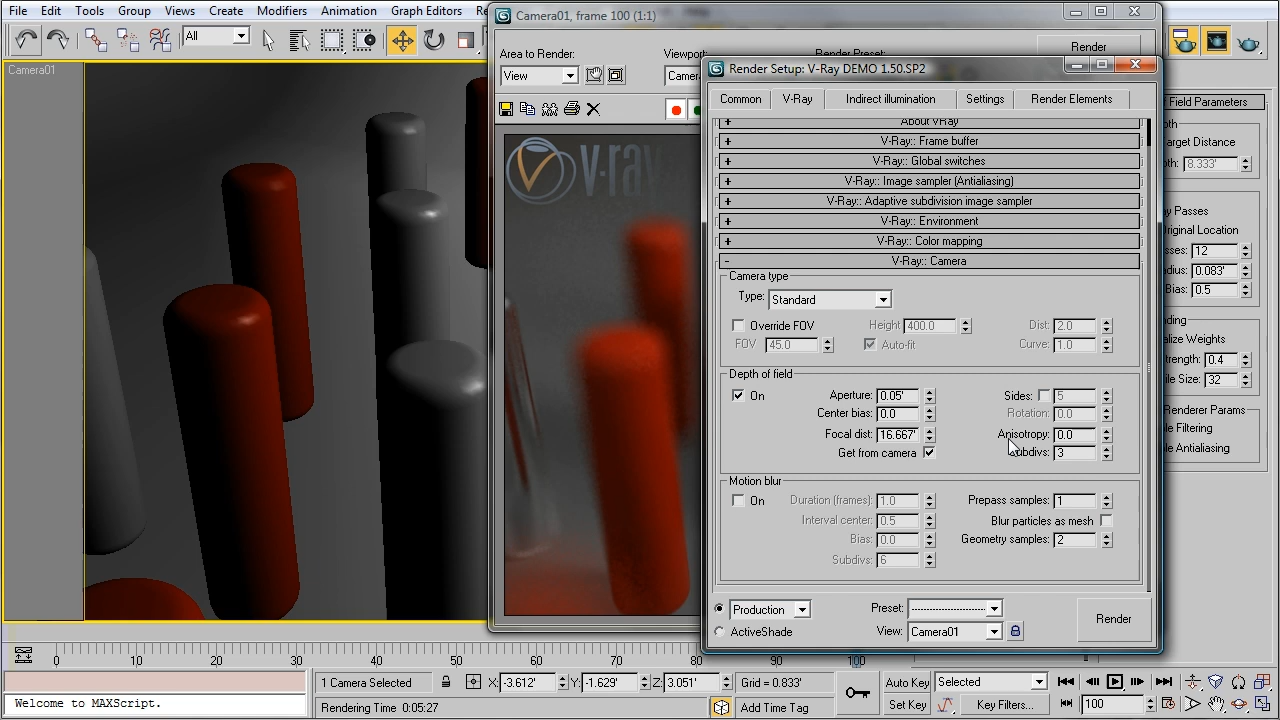 File Edit Tools Group Views Create Modifiers Animation Graph Editors
Camera01, frame 100 (1:1)
All
Area to Render: Viewport: Render Preset: Render
View
Camera01
Render Setup: V-Ray DEMO 1.50.SP2
Common V-Ray Indirect illumination Settings Render Elements
About VRay
V-Ray:: Frame buffer
V-Ray:: Global switches
V-Ray:: Image sampler (Antialiasing)
V-Ray:: Adaptive subdivision image sampler
V-Ray:: Environment
V-Ray:: Color mapping
V-Ray:: Camera
Camera type
Type: Standard
Override FOV Height 400.0 Dist: 2.0
FOV 45.0 Auto-fit Curve: 1.0
Depth of field
On Aperture: 0.05' Sides: 5
Center bias: 0.0 Rotation: 0.0
Focal dist: 16.667' Anisotropy: 0.0
Get from camera Subdivs: 3
Motion blur
On Duration (frames): 1.0 Prepass samples: 1
Interval center: 0.5 Blur particles as mesh
Bias: 0.0 Geometry samples: 2
Subdivs: 6
Production Preset: Render
ActiveShade View: Camera01
v-ray
Field Parameters
Target Distance
8.333'
Passes
Original Location
12
0.083'
Bias: 0.5
0.4
Size: 32
Renderer Params
Filtering
Antialiasing
0 10 20 30 40 50 60 70 80 90 100
1 Camera Selected X: -3.612' Y: -1.629' Z: 3.051' Grid = 0.833' Auto Key Selected
Welcome to MAXScript. Rendering Time 0:05:27 Add Time Tag Set Key Key Filters... 100